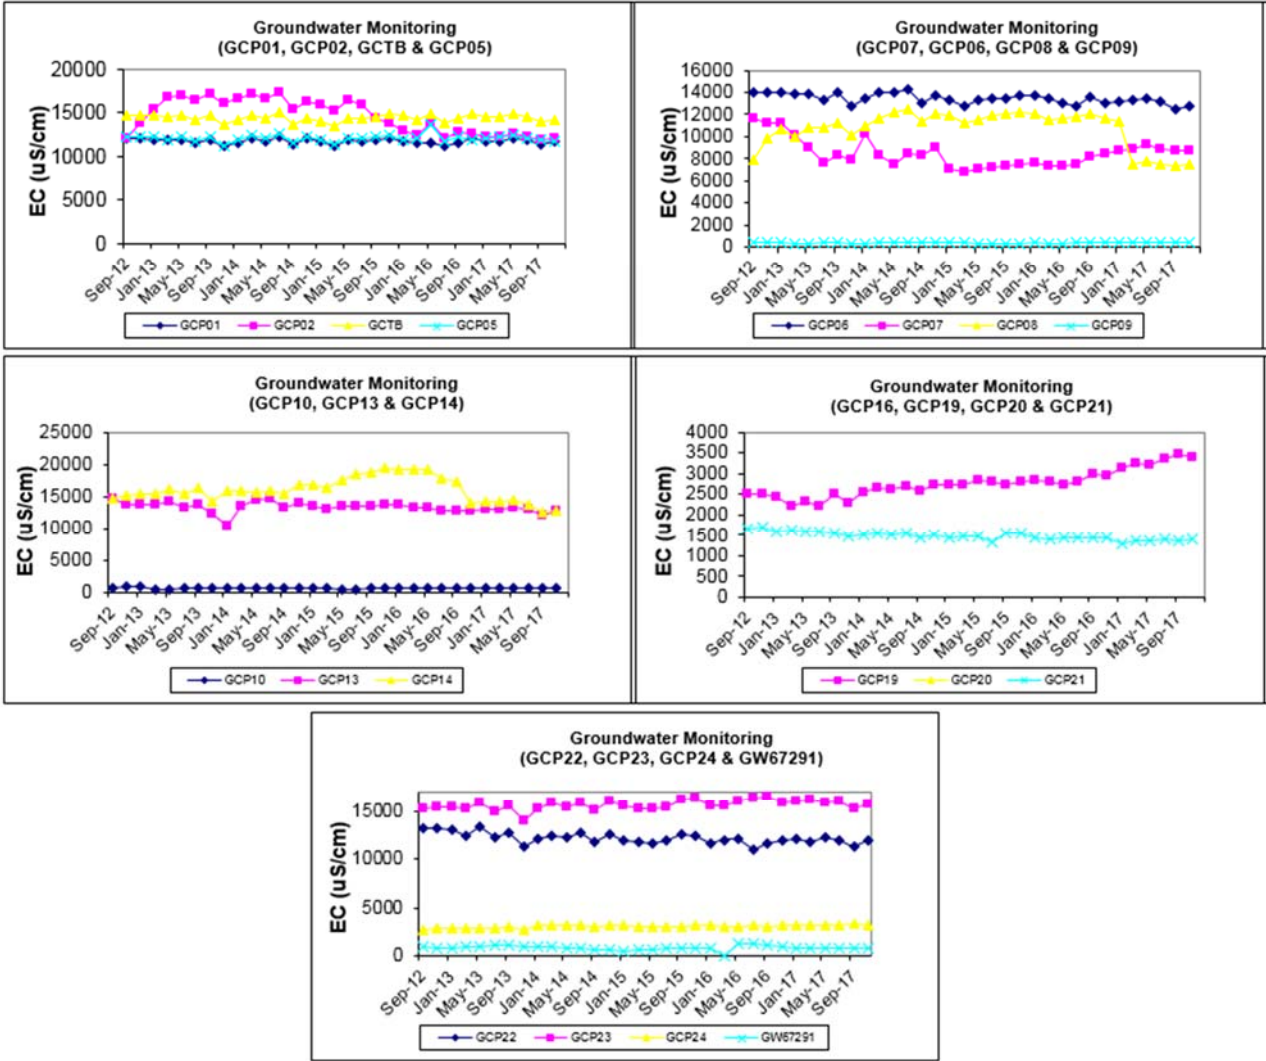 Groundwater Monitoring
(GCP01, GCP02, GCTB & GCP05)
EC (uS/cm)
20000
15000
10000
5000
0
Sep-12 Jan-13 May-13 Sep-13 Jan-14 May-14 Sep-14 Jan-15 May-15 Sep-15 Jan-16 May-16 Sep-16 Jan-17 May-17 Sep-17
GCP01 GCP02 GCTB GCP05
Groundwater Monitoring
(GCP07, GCP06, GCP08 & GCP09)
EC (uS/cm)
16000
14000
12000
10000
8000
6000
4000
2000
0
Sep-12 Jan-13 May-13 Sep-13 Jan-14 May-14 Sep-14 Jan-15 May-15 Sep-15 Jan-16 May-16 Sep-16 Jan-17 May-17 Sep-17
GCP06 GCP07 GCP08 GCP09
Groundwater Monitoring
(GCP10, GCP13 & GCP14)
EC (uS/cm)
25000
20000
15000
10000
5000
0
Sep-12 Jan-13 May-13 Sep-13 Jan-14 May-14 Sep-14 Jan-15 May-15 Sep-15 Jan-16 May-16 Sep-16 Jan-17 May-17 Sep-17
GCP10 GCP13 GCP14
Groundwater Monitoring
(GCP16, GCP19, GCP20 & GCP21)
EC (uS/cm)
4000
3500
3000
2500
2000
1500
1000
500
0
Sep-12 Jan-13 May-13 Sep-13 Jan-14 May-14 Sep-14 Jan-15 May-15 Sep-15 Jan-16 May-16 Sep-16 Jan-17 May-17 Sep-17
GCP19 GCP20 GCP21
Groundwater Monitoring
(GCP22, GCP23, GCP24 & GW67291)
EC (uS/cm)
15000
10000
5000
0
Sep-12 Jan-13 May-13 Sep-13 Jan-14 May-14 Sep-14 Jan-15 May-15 Sep-15 Jan-16 May-16 Sep-16 Jan-17 May-17 Sep-17
GCP22 GCP23 GCP24 GW67291